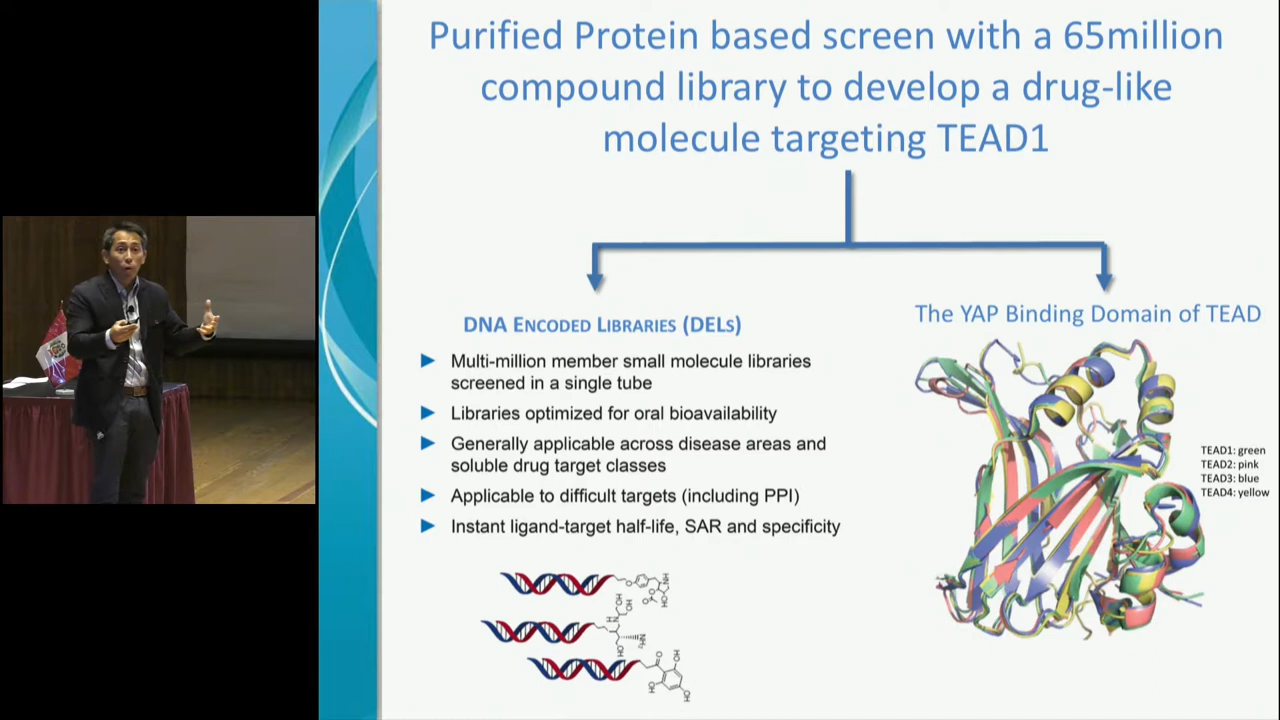 Purified Protein based screen with a 65million
compound library to develop a drug-like
molecule targeting TEAD1
DNA ENCODED LIBRARIES (DELs)
Multi-million member small molecule libraries
screened in a single tube
Libraries optimized for oral bioavailability
Generally applicable across disease areas and
soluble drug target classes
Applicable to difficult targets (including PPI)
Instant ligand-target half-life, SAR and specificity
The YAP Binding Domain of TEAD
TEAD1: green
TEAD2: pink
TEAD3: blue
TEAD4: yellow